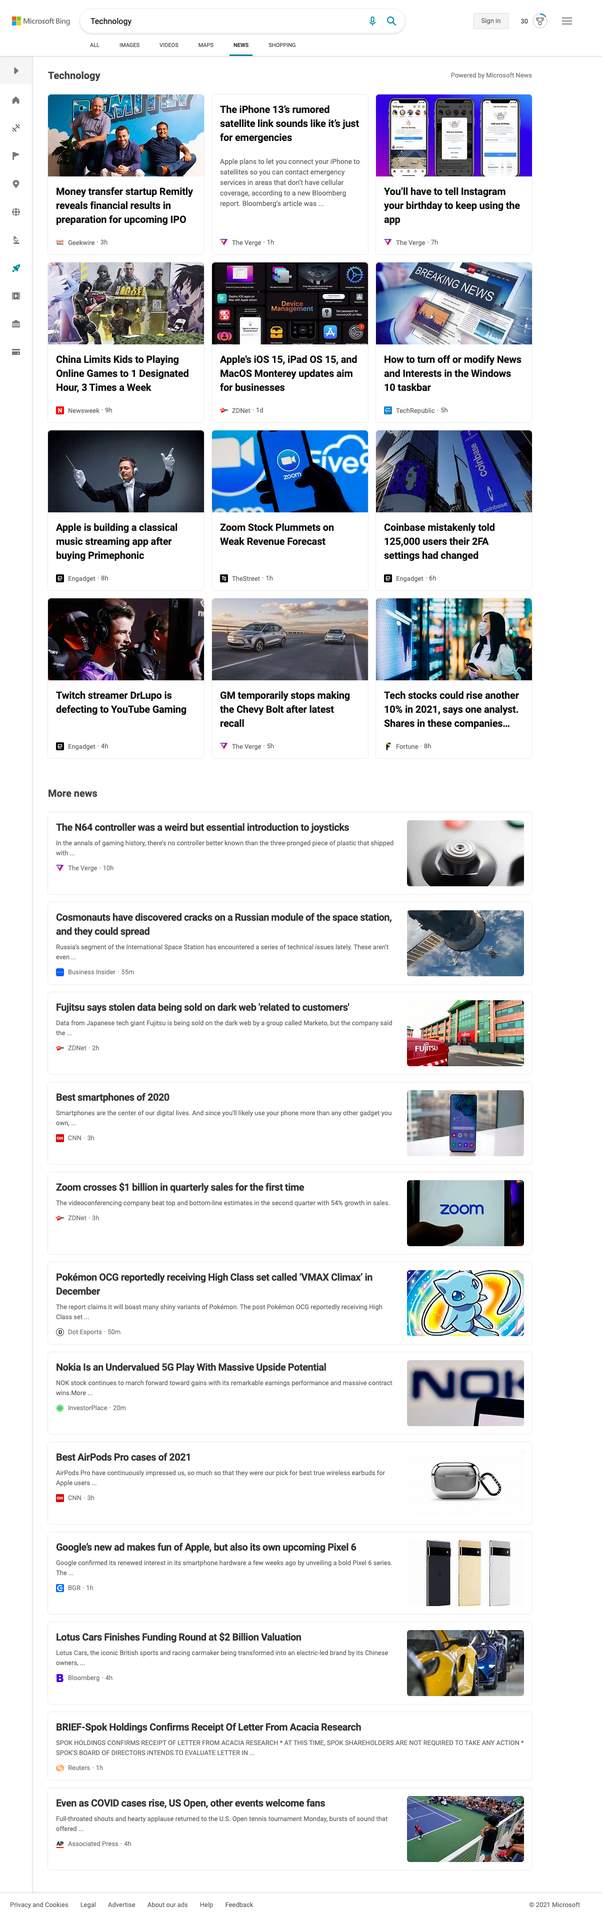 Microsoft Bing
Technology
Sign in
30
ALL IMAGES VIDEOS MAPS NEWS SHOPPING
Technology
Powered by Microsoft News
Money transfer startup Remitly
reveals financial results in
preparation for upcoming IPO
Geekwire · 3h
The iPhone 13's rumored
satellite link sounds like it's just
for emergencies
Apple plans to let you connect your iPhone to
satellites so you can contact emergency
services in areas that don't have cellular
coverage, according to a new Bloomberg
report. Bloomberg's article was ...
The Verge · 1h
You'll have to tell Instagram
your birthday to keep using the
app
The Verge · 7h
China Limits Kids to Playing
Online Games to 1 Designated
Hour, 3 Times a Week
Newsweek · 9h
Device
Management
Apple's iOS 15, iPad OS 15, and
MacOS Monterey updates aim
for businesses
ZDNet · 1d
BREAKING NEWS
How to turn off or modify News
and Interests in the Windows
10 taskbar
TechRepublic · 5h
Apple is building a classical
music streaming app after
buying Primephonic
Engadget · 8h
zoom
Five9
zoom
Zoom Stock Plummets on
Weak Revenue Forecast
TheStreet · 1h
coinbase
Coinbase mistakenly told
125,000 users their 2FA
settings had changed
Engadget · 6h
Twitch streamer DrLupo is
defecting to YouTube Gaming
Engadget · 4h
GM temporarily stops making
the Chevy Bolt after latest
recall
The Verge · 5h
Tech stocks could rise another
10% in 2021, says one analyst.
Shares in these companies...
Fortune · 8h
More news
The N64 controller was a weird but essential introduction to joysticks
In the annals of gaming history, there's no controller better known than the three-pronged piece of plastic that shipped
with ...
The Verge · 10h
Cosmonauts have discovered cracks on a Russian module of the space station,
and they could spread
Russia's segment of the International Space Station has encountered a series of technical issues lately. These aren't
even ...
Business Insider · 55m
Fujitsu says stolen data being sold on dark web 'related to customers'
Data from Japanese tech giant Fujitsu is being sold on the dark web by a group called Marketo, but the company said
the ...
ZDNet · 2h
FUJITSU
Best smartphones of 2020
Smartphones are the center of our digital lives. And since you'll likely use your phone more than any other gadget you
own, ...
CNN · 3h
Zoom crosses $1 billion in quarterly sales for the first time
The videoconferencing company beat top and bottom-line estimates in the second quarter with 54% growth in sales.
ZDNet · 3h
zoom
Pokémon OCG reportedly receiving High Class set called 'VMAX Climax' in
December
The report claims it will boast many shiny variants of Pokémon. The post Pokémon OCG reportedly receiving High
Class set ...
Dot Esports · 50m
Nokia Is an Undervalued 5G Play With Massive Upside Potential
NOK stock continues to march forward toward gains with its remarkable earnings performance and massive contract
wins.More ...
InvestorPlace · 20m
NOK
Best AirPods Pro cases of 2021
AirPods Pro have continuously impressed us, so much so that they were our pick for best true wireless earbuds for
Apple users ...
CNN · 3h
Google's new ad makes fun of Apple, but also its own upcoming Pixel 6
Google confirmed its renewed interest in its smartphone hardware a few weeks ago by unveiling a bold Pixel 6 series.
The ...
BGR · 1h
Lotus Cars Finishes Funding Round at $2 Billion Valuation
Lotus Cars, the iconic British sports and racing carmaker being transformed into an electric-led brand by its Chinese
owners, ...
Bloomberg · 4h
BRIEF-Spok Holdings Confirms Receipt Of Letter From Acacia Research
SPOK HOLDINGS CONFIRMS RECEIPT OF LETTER FROM ACACIA RESEARCH * AT THIS TIME, SPOK SHAREHOLDERS ARE NOT REQUIRED TO TAKE ANY ACTION *
SPOK'S BOARD OF DIRECTORS INTENDS TO EVALUATE LETTER IN ...
Reuters · 1h
Even as COVID cases rise, US Open, other events welcome fans
Full-throated shouts and hearty applause returned to the U.S. Open tennis tournament Monday, bursts of sound that
offered ...
Associated Press · 4h
Privacy and Cookies Legal Advertise About our ads Help Feedback
© 2021 Microsoft